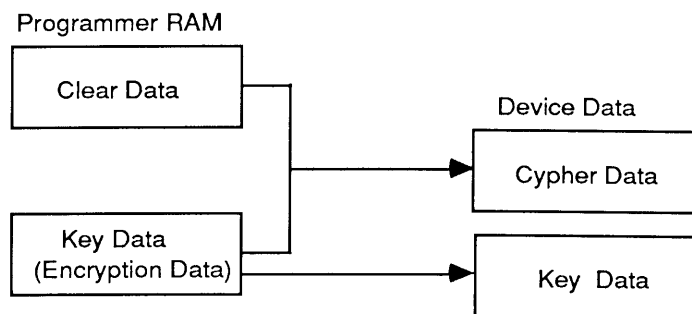 Programmer RAM
Clear Data
Device Data
Cypher Data
Key Data
(Encryption Data)
Key Data